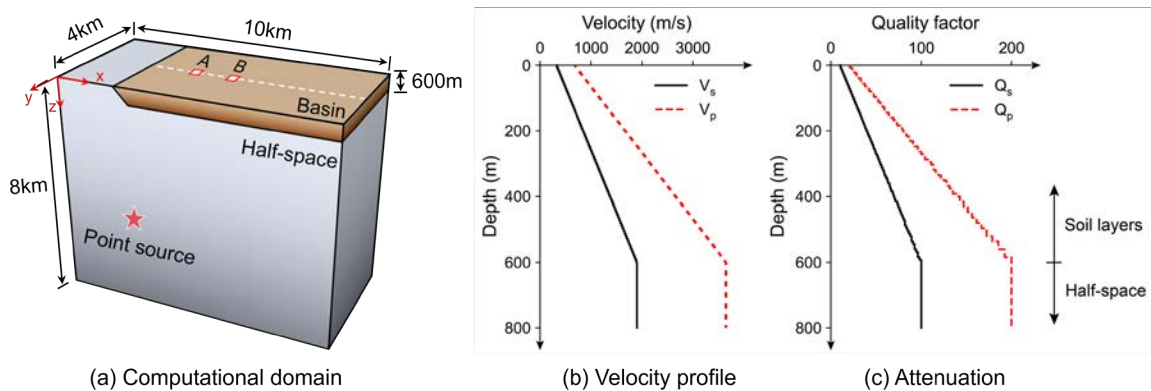 4km
10km
A
B
x
y
z
600m
Basin
Half-space
8km
Point source
(a) Computational domain
Velocity (m/s)
0 1000 2000 3000
0
200
400
600
800
Depth (m)
Vs
Vp
(b) Velocity profile
Quality factor
0 100 200
0
200
400
600
800
Depth (m)
Qs
Qp
Soil layers
Half-space
(c) Attenuation